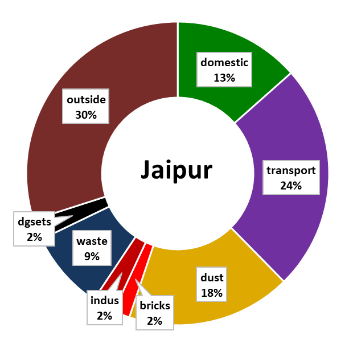 domestic
13%
outside
30%
Jaipur
transport
24%
dgsets
2%
waste
9%
dust
18%
indus
2%
bricks
2%